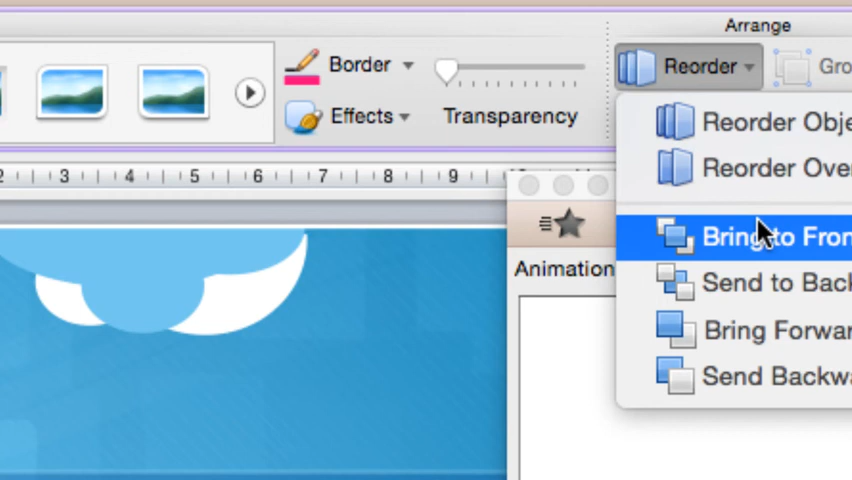 Arrange
Border
Reorder
Gro
Effects
Transparency
Reorder Obje
Reorder Over
2 3 4 5 6 7 8 9
Bring to Fron
Send to Back
Animation
Bring Forwar
Send Backwa